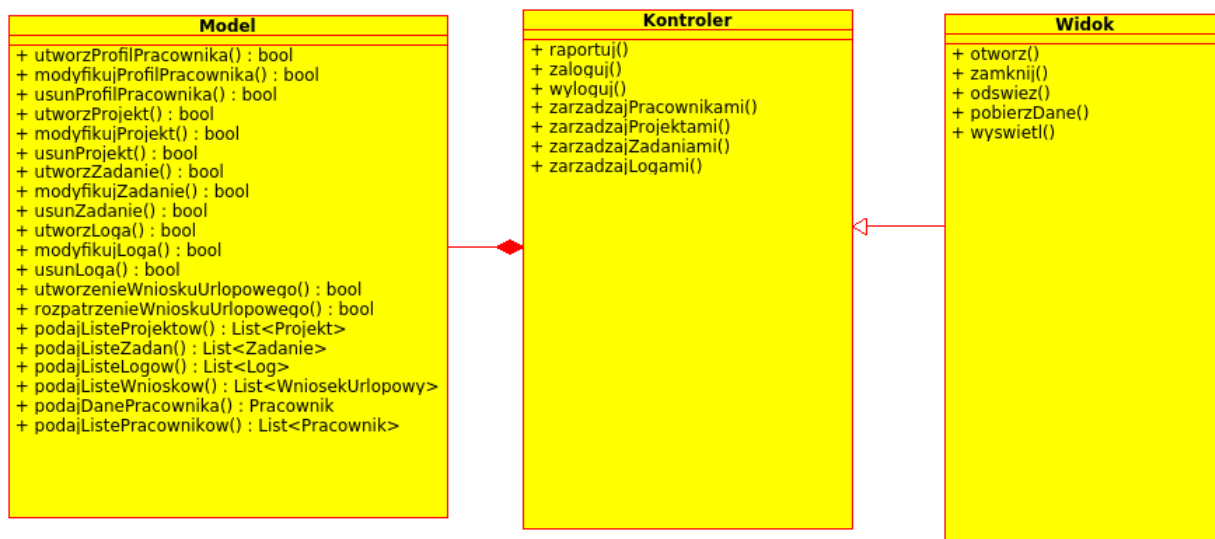 Model
+ utworzProfilPracownika() : bool
+ modyfikujProfilPracownika() : bool
+ usunProfilPracownika() : bool
+ utworzProjekt() : bool
+ modyfikujProjekt() : bool
+ usunProjekt() : bool
+ utworzZadanie() : bool
+ modyfikujZadanie() : bool
+ usunZadanie() : bool
+ utworzLoga() : bool
+ modyfikujLoga() : bool
+ usunLoga() : bool
+ utworzenieWnioskuUrlopowego() : bool
+ rozpatrzenieWnioskuUrlopowego() : bool
+ podajListeProjektow() : List<Projekt>
+ podajListeZadan() : List<Zadanie>
+ podajListeLogow() : List<Log>
+ podajListeWnioskow() : List<WniosekUrlopowy>
+ podajDanePracownika() : Pracownik
+ podajListePracownikow() : List<Pracownik>
Kontroler
+ raportuj()
+ zaloguj()
+ wyloguj()
+ zarzadzajPracownikami()
+ zarzadzajProjektami()
+ zarzadzajZadaniami()
+ zarzadzajLogami()
Widok
+ otworz()
+ zamknij()
+ odswiez()
+ pobierzDane()
+ wyswietl()